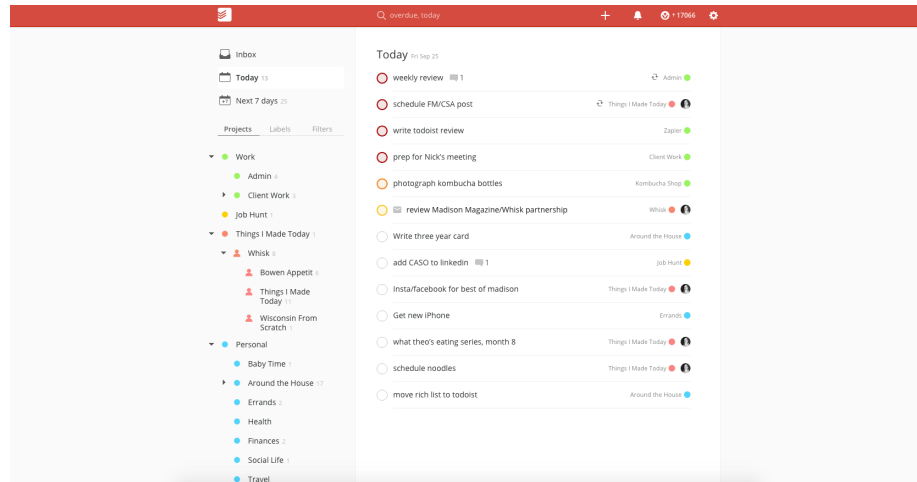 overdue, today
+17066
Inbox
Today 13
+7 Next 7 days 25
Projects Labels Filters
Work
Admin 4
Client Work 3
Job Hunt 1
Things I Made Today 1
Whisk 8
Bowen Appetit 6
Things I Made
Today 11
Wisconsin From
Scratch 1
Personal
Baby Time 1
Around the House 17
Errands 2
Health
Finances 2
Social Life 1
Travel
Today Fri Sep 25
weekly review 1 Admin
schedule FM/CSA post Things I Made Today
write todoist review Zapier
prep for Nick's meeting Client Work
photograph kombucha bottles Kombucha Shop
review Madison Magazine/Whisk partnership Whisk
Write three year card Around the House
add CASO to linkedin 1 Job Hunt
Insta/facebook for best of madison Things I Made Today
Get new iPhone Errands
what theo's eating series, month 8 Things I Made Today
schedule noodles Things I Made Today
move rich list to todoist Around the House